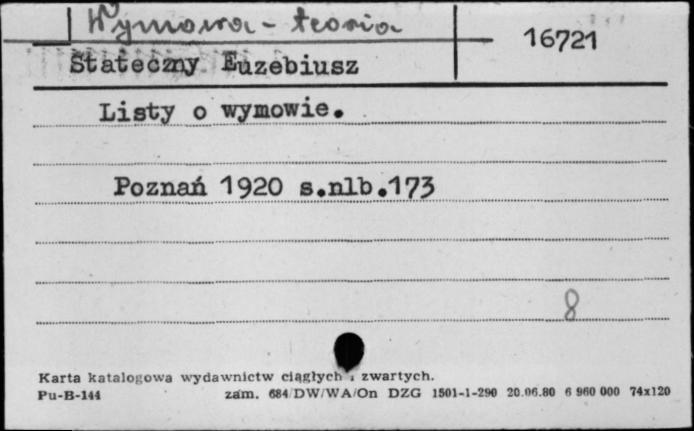 Wymowa - teoria
16721
Stateczny Euzebiusz
Listy o wymowie.
Poznań 1920 s.nlb.173
8
Karta katalogowa wydawnictw ciągłych i zwartych.
Pu-B-144 zam. 684/DW/WA/On DZG 1501-1-290 20.06.80 6 960 000 74x120